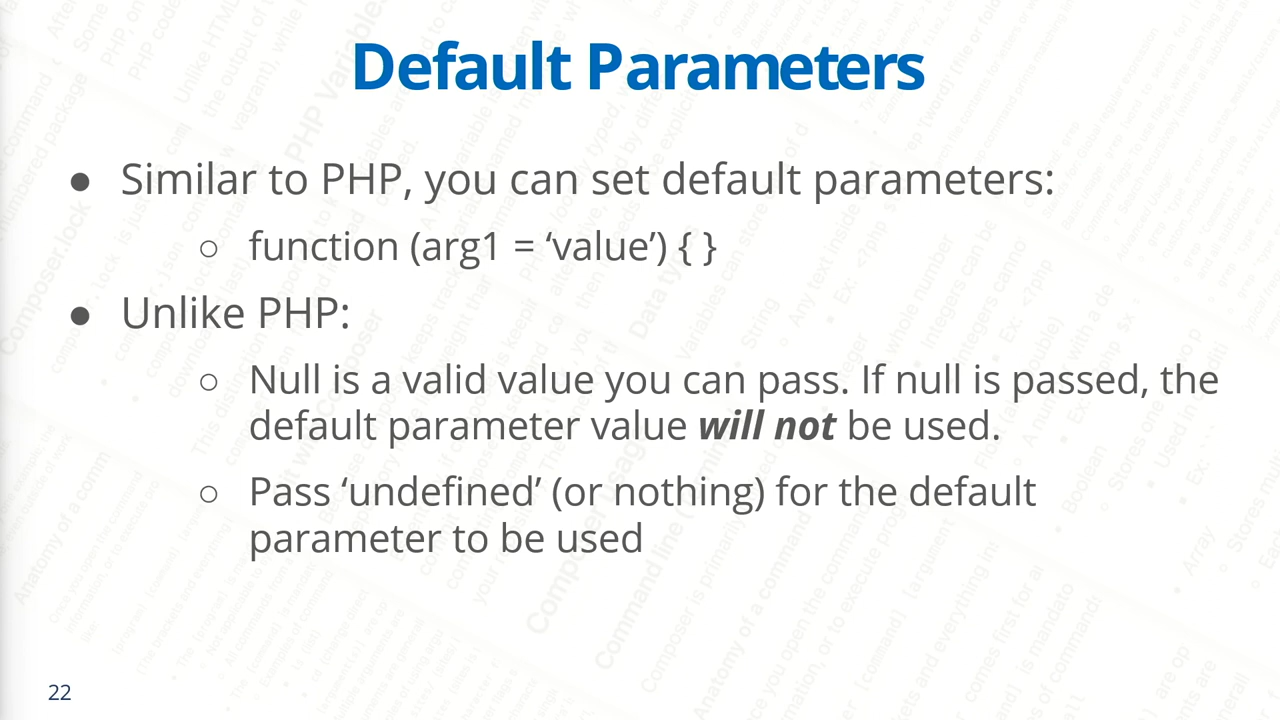 Default Parameters
● Similar to PHP, you can set default parameters:
○ function (arg1 = ‘value’) { }
● Unlike PHP:
○ Null is a valid value you can pass. If null is passed, the
default parameter value will not be used.
○ Pass ‘undefined’ (or nothing) for the default
parameter to be used
22